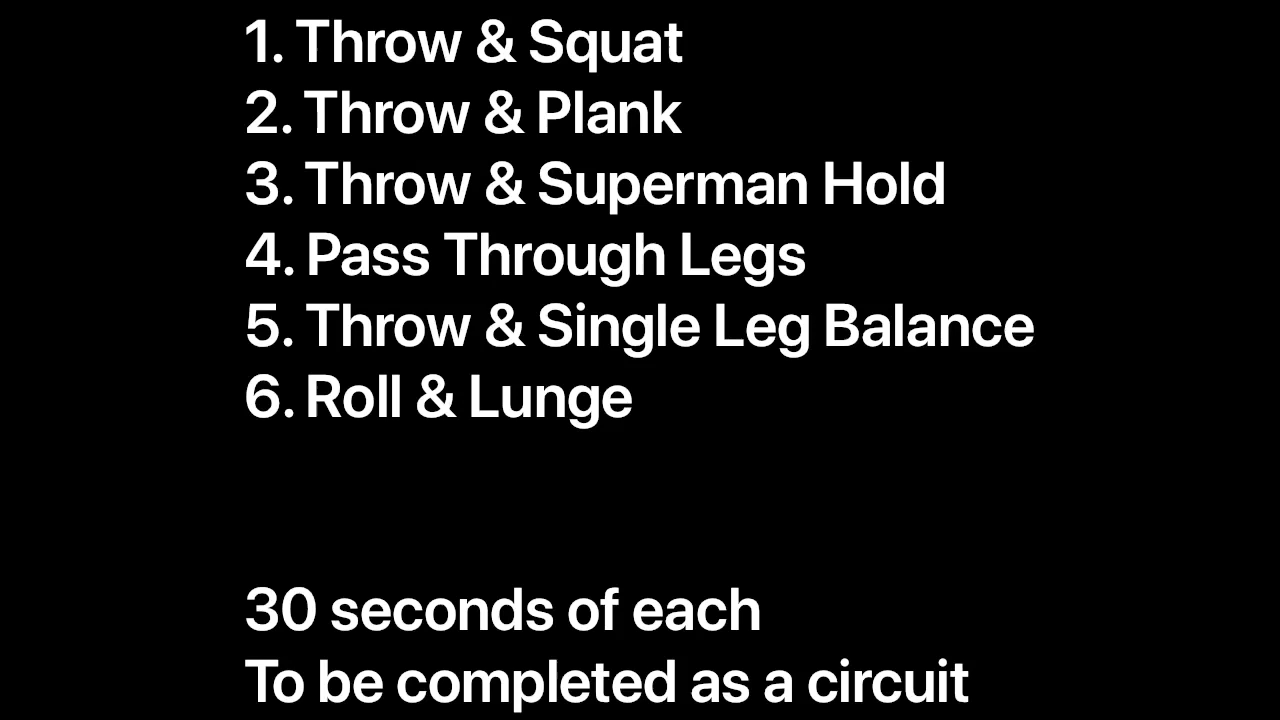 1. Throw & Squat
2. Throw & Plank
3. Throw & Superman Hold
4. Pass Through Legs
5. Throw & Single Leg Balance
6. Roll & Lunge
30 seconds of each
To be completed as a circuit